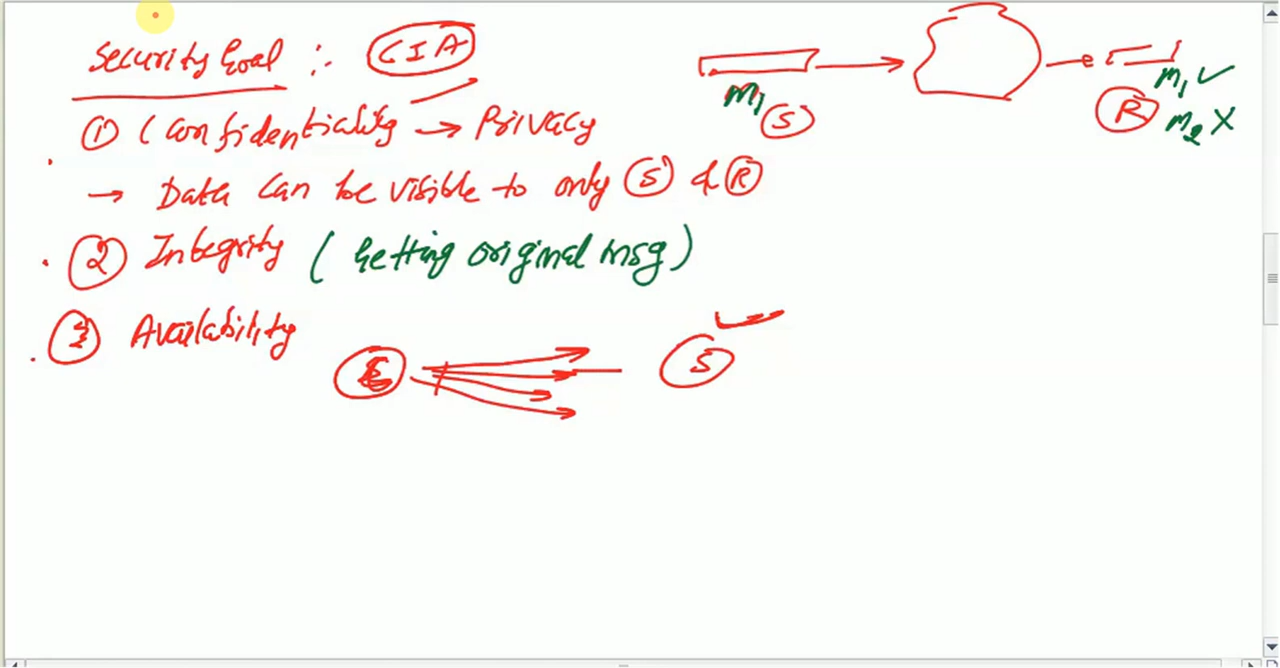 Security Goal :- CIA
① Confidentiality → Privacy
→ Data can be visible to only Ⓢ & Ⓡ
② Integrity (Getting original msg)
③ Availability
S
m1 Ⓢ
m1 ✓
Ⓡ m2 X